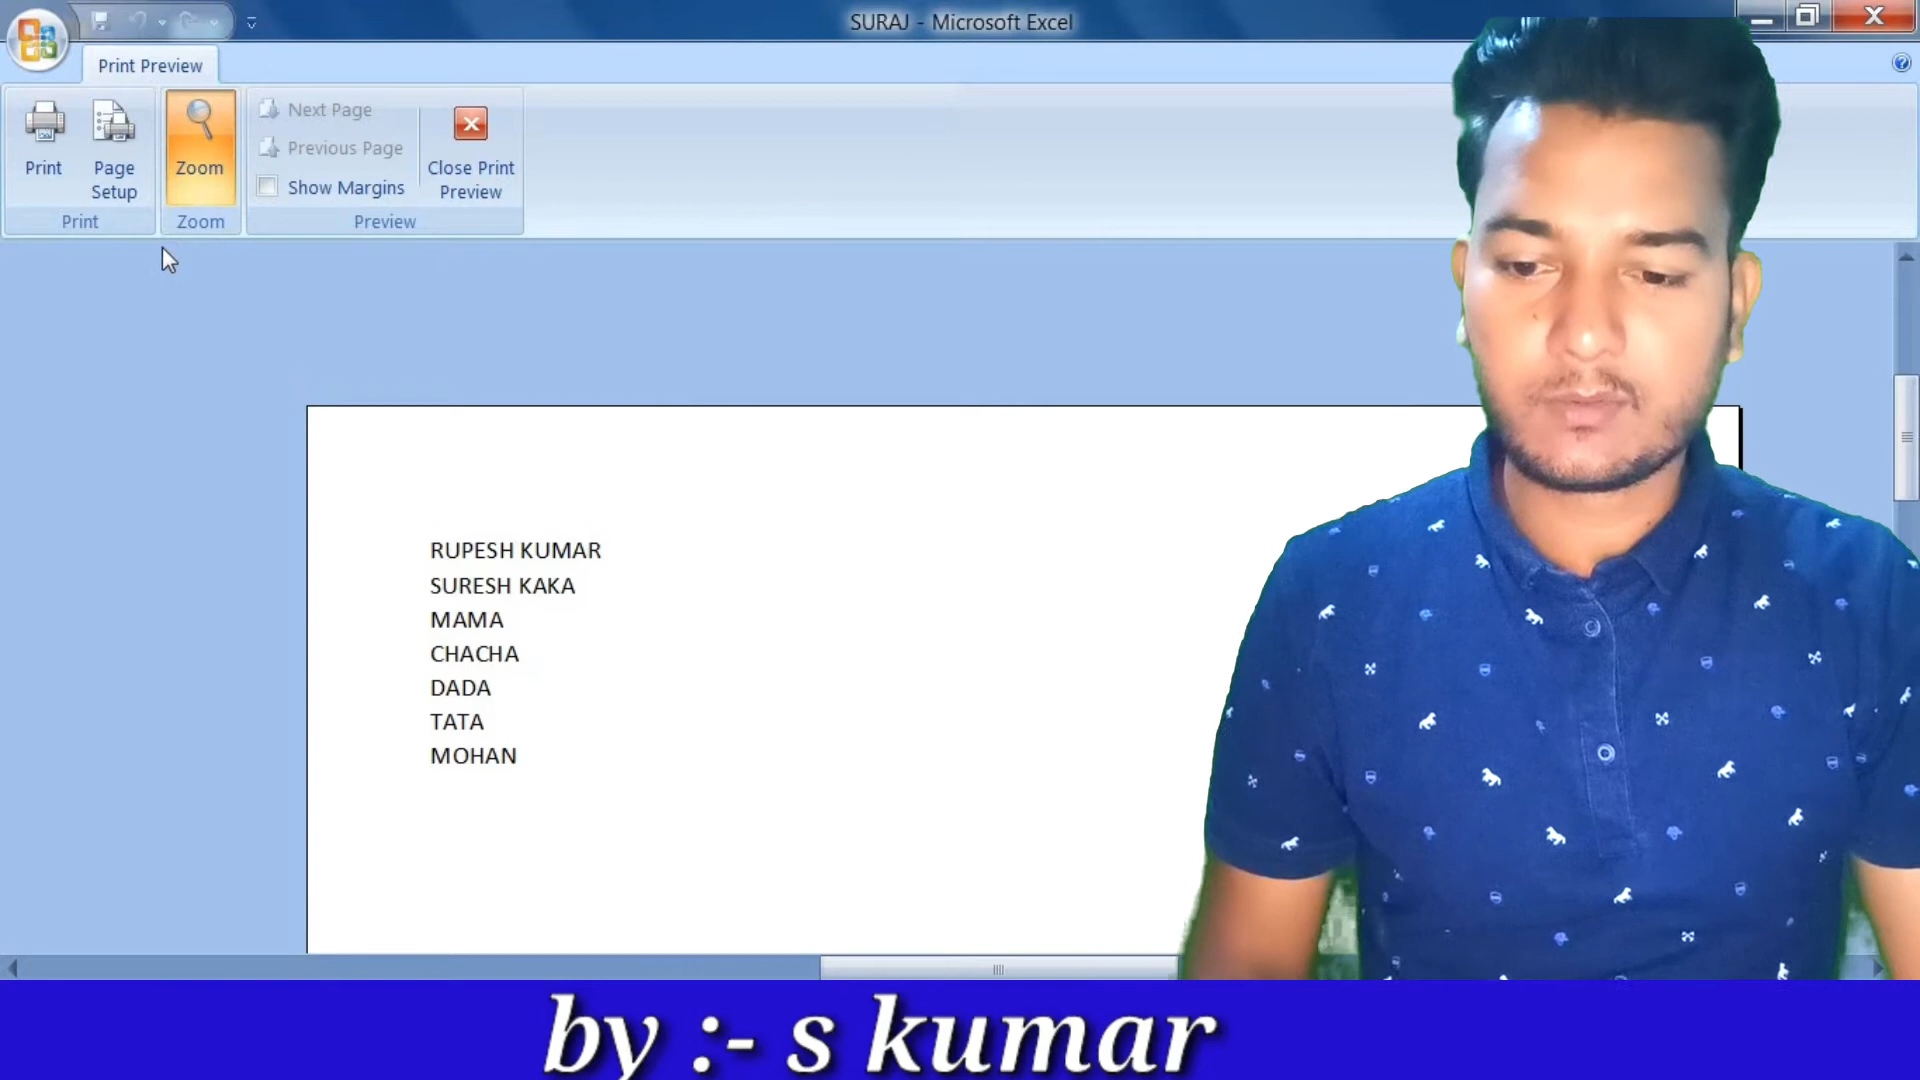 SURAJ - Microsoft Excel
Print Preview
Print
Page Setup
Zoom
Next Page
Previous Page
Show Margins
Close Print Preview
Print
Zoom
Preview
RUPESH KUMAR
SURESH KAKA
MAMA
CHACHA
DADA
TATA
MOHAN
by :- s kumar